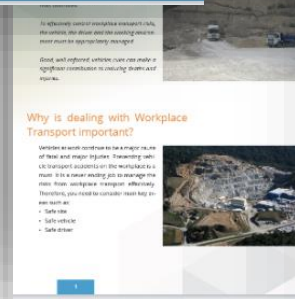 To effectively control workplace transport risks,
the vehicle, the driver and the working environ-
ment must be appropriately managed.
Good, well enforced, vehicles rules can make a
significant contribution to reducing deaths and
injuries.
Why is dealing with Workplace
Transport important?
Vehicles at work continue to be a major cause
of fatal and major injuries. Preventing vehi-
cle transport accidents on the workplace is a
must. It is a never ending job to manage the
risks from workplace transport effectively.
Therefore, you need to consider main key ar-
eas such as:
- Safe site
- Safe vehicle
- Safe driver
1